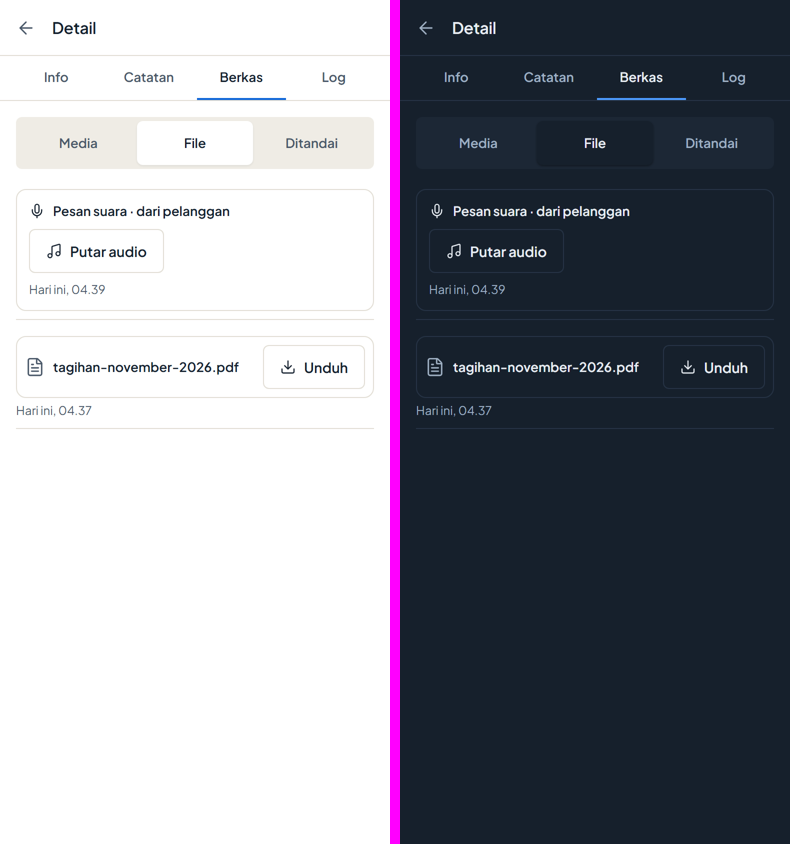 Detail
Info Catatan Berkas Log
Media File Ditandai
Pesan suara · dari pelanggan
Putar audio
Hari ini, 04.39
tagihan-november-2026.pdf Unduh
Hari ini, 04.37
Detail
Info Catatan Berkas Log
Media File Ditandai
Pesan suara · dari pelanggan
Putar audio
Hari ini, 04.39
tagihan-november-2026.pdf Unduh
Hari ini, 04.37